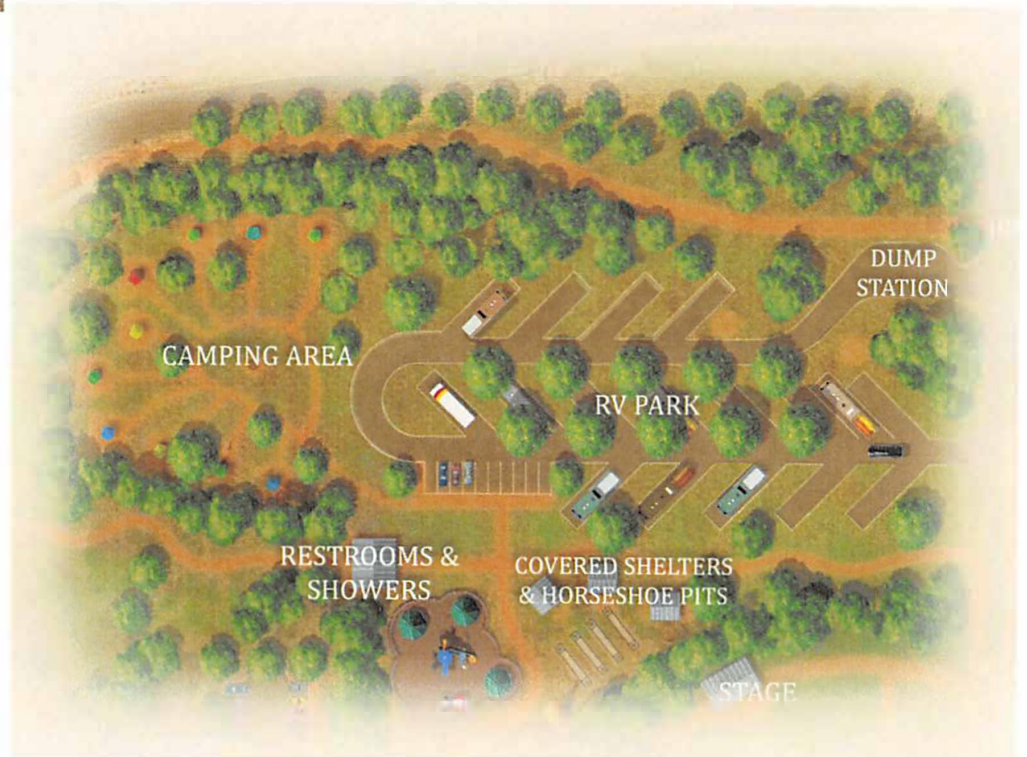 DUMP
STATION
CAMPING AREA
RV PARK
RESTROOMS &
SHOWERS
COVERED SHELTERS
& HORSESHOE PITS
STAGE